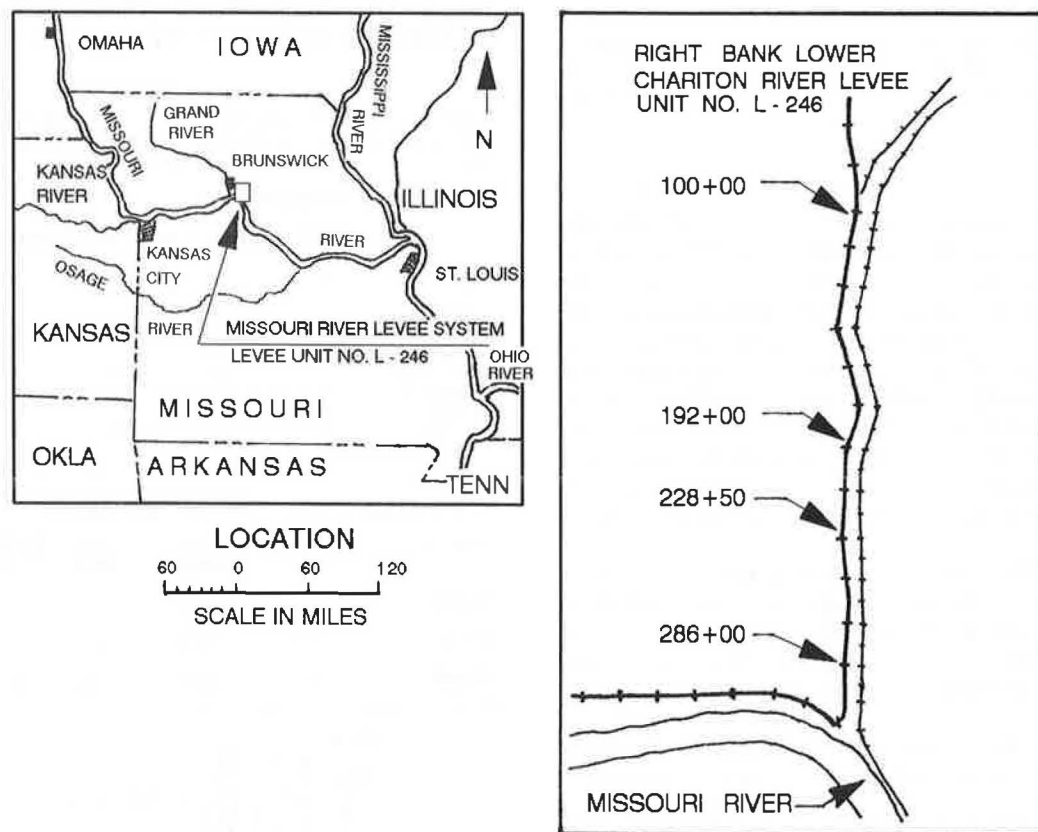 OMAHA
IOWA
MISSISSIPPI
RIVER
N
MISSOURI
GRAND
RIVER
BRUNSWICK
KANSAS
RIVER
ILLINOIS
KANSAS
CITY
RIVER
ST. LOUIS
OSAGE
RIVER
KANSAS
MISSOURI RIVER LEVEE SYSTEM
LEVEE UNIT NO. L - 246
OHIO
RIVER
MISSOURI
OKLA
ARKANSAS
TENN
LOCATION
60 0 60 120
SCALE IN MILES
RIGHT BANK LOWER
CHARITON RIVER LEVEE
UNIT NO. L - 246
100+00
192+00
228+50
286+00
MISSOURI RIVER